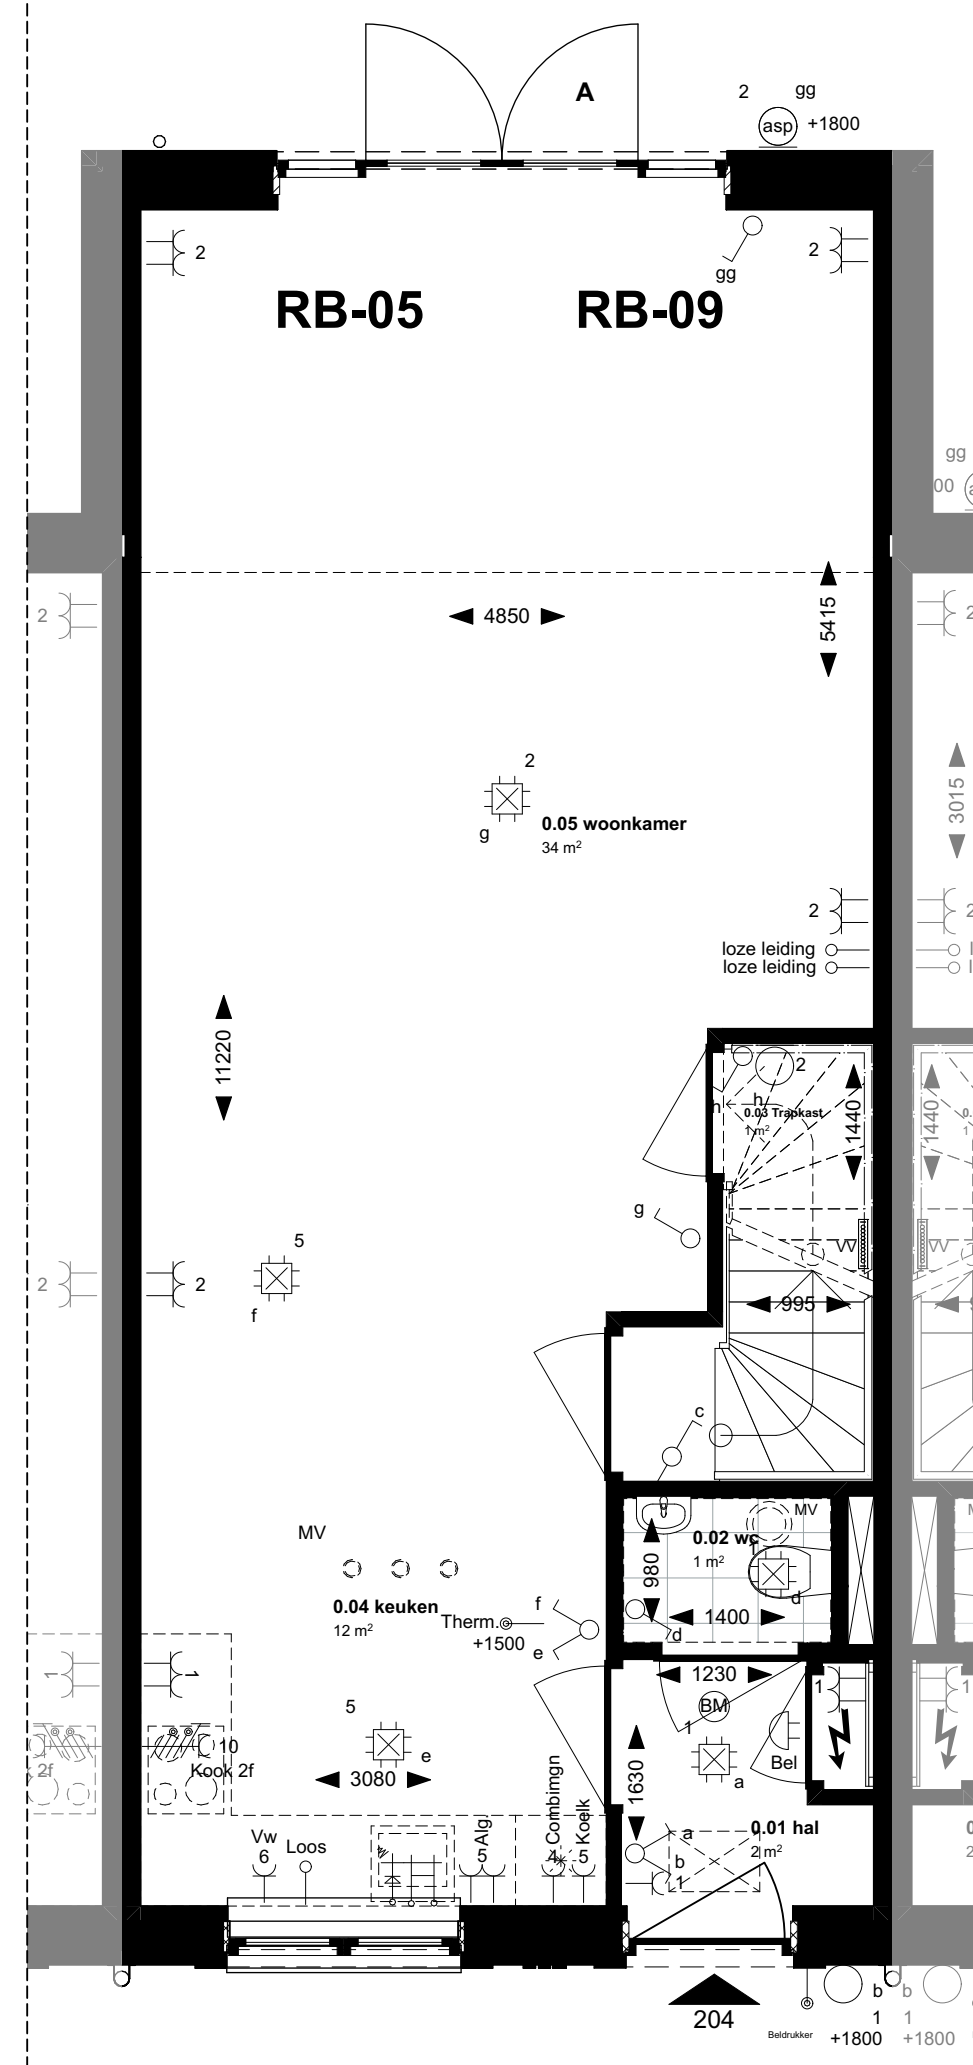 A
2 gg
asp +1800
2
2
gg
RB-05 RB-09
gg
00
2
4850
5415
2
2
3015
g
0.05 woonkamer
34 m²
2
2
loze leiding
loze leiding
11220
2
h
h
0.03 Trapkast
1 m²
1440
1440
g
VV
VV
5
2
2
f
995
c
MV
MV
0.02 wc
1 m²
1
980
d
1400
d
0.04 keuken
12 m²
f
Therm.
+1500
e
1230
1
1
BM
1
1
1
5
10
e
Kook 2f
2f
3080
1630
a
Bel
Vw
6
Loos
Alg.
5
Combimgn
4
Koelk
5
a
b
1
0.01 hal
2 m²
204
Beldrukker
b
1
+1800
b
1
+1800